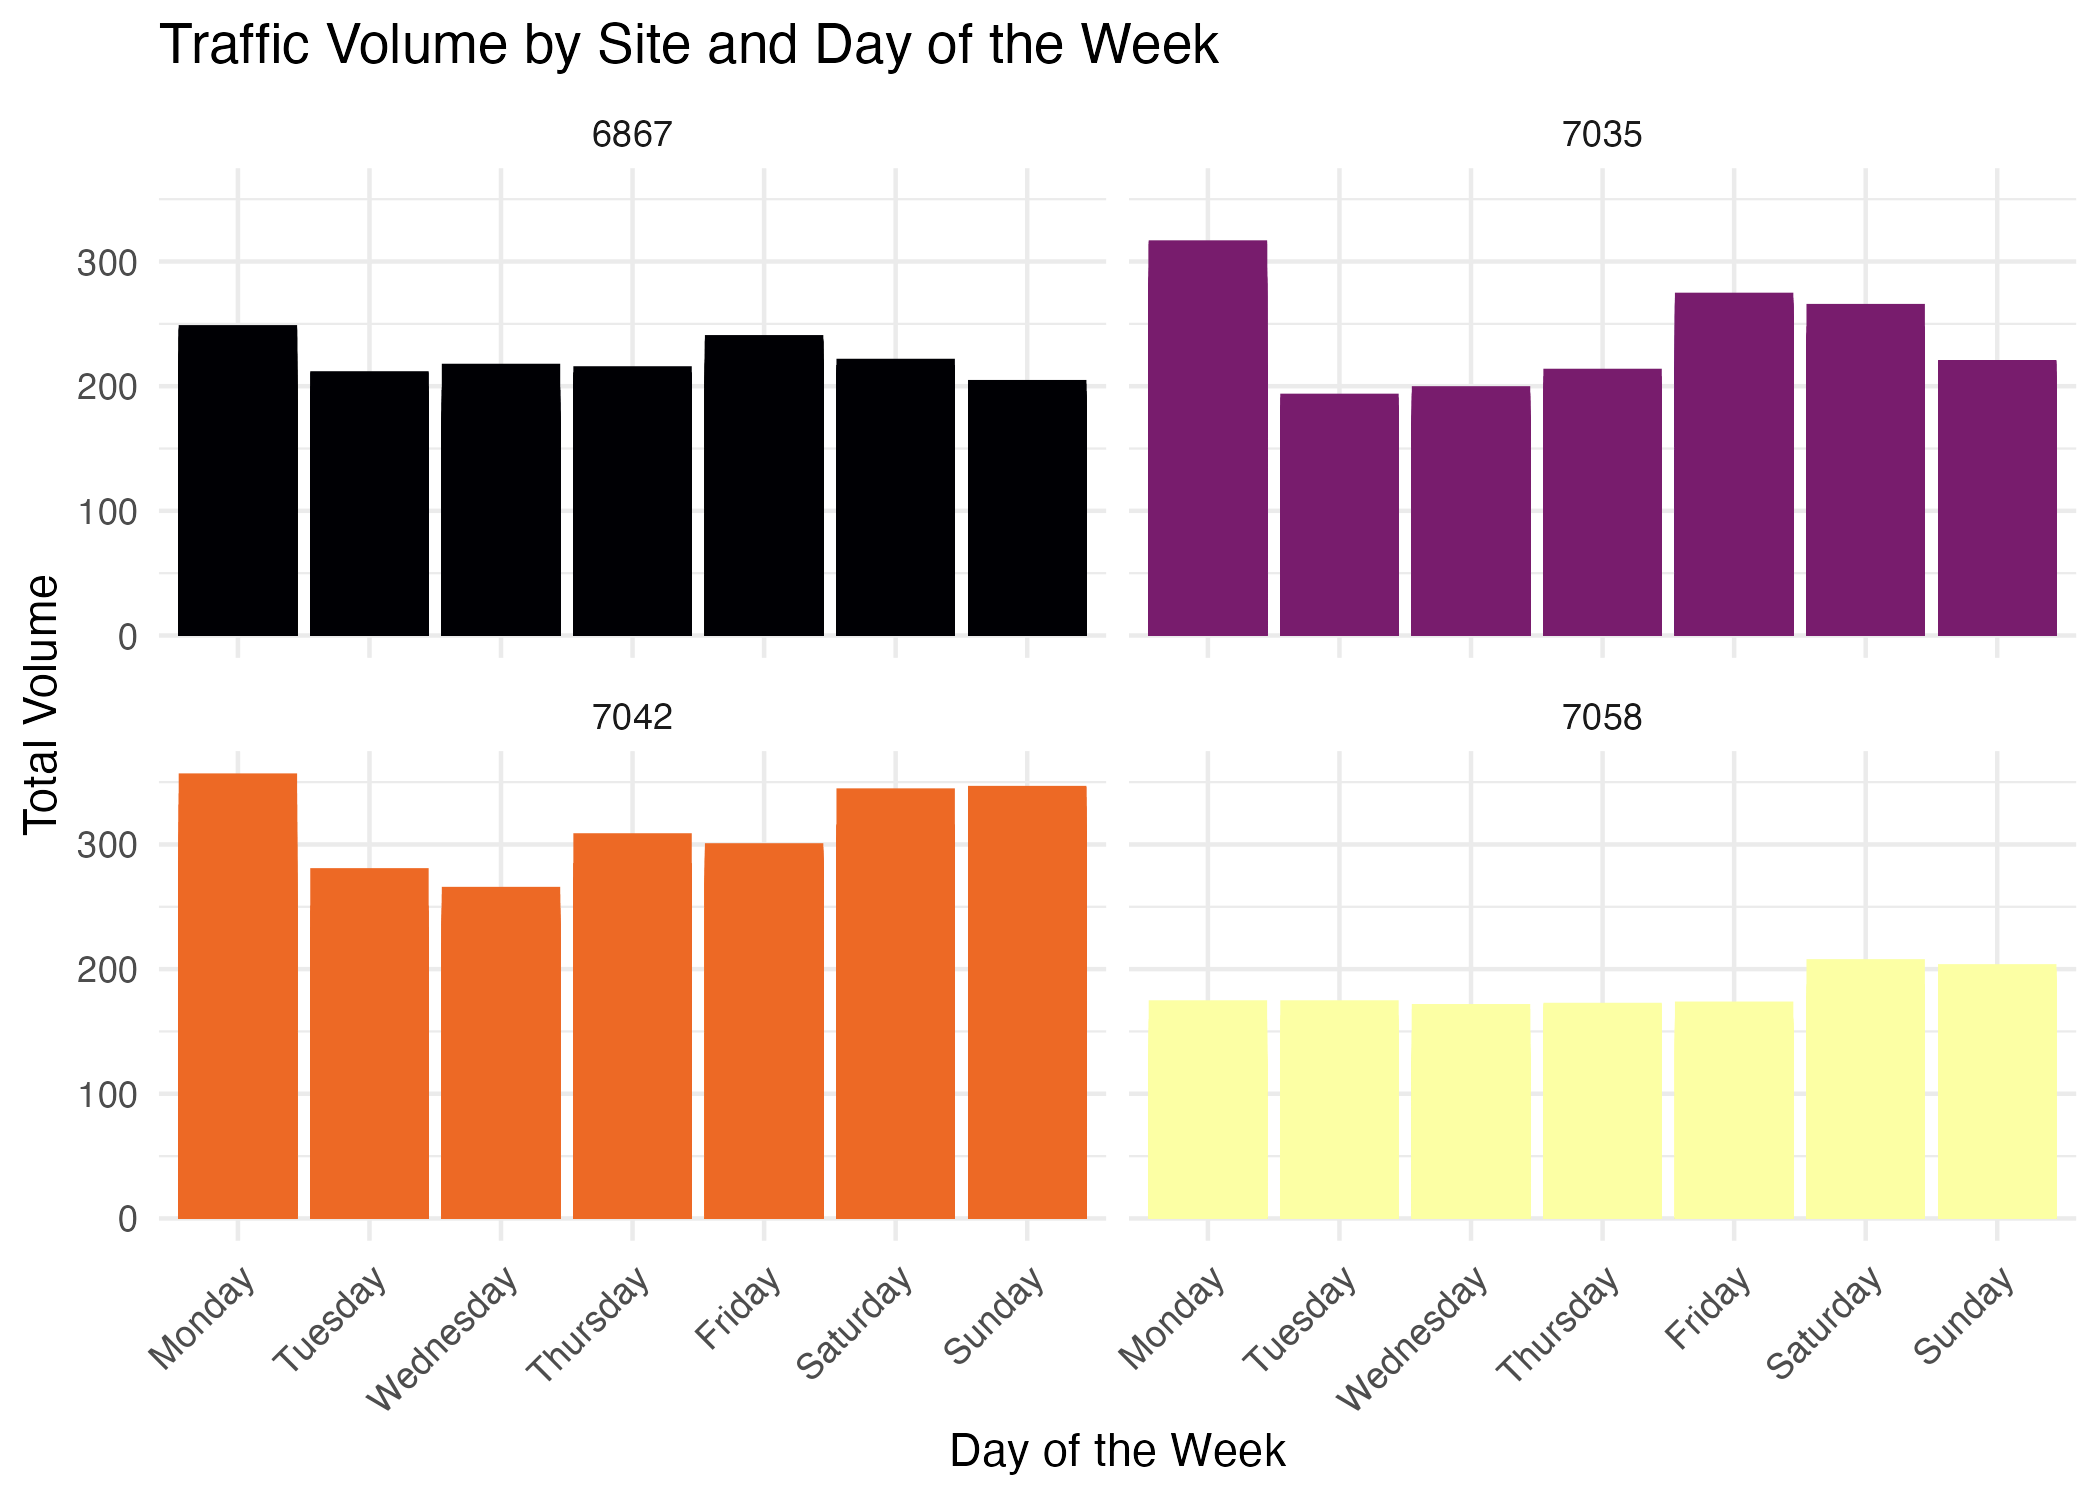 Traffic Volume by Site and Day of the Week
6867
7035
300
200
100
0
7042
7058
300
200
100
0
Total Volume
Monday
Tuesday
Wednesday
Thursday
Friday
Saturday
Sunday
Monday
Tuesday
Wednesday
Thursday
Friday
Saturday
Sunday
Day of the Week